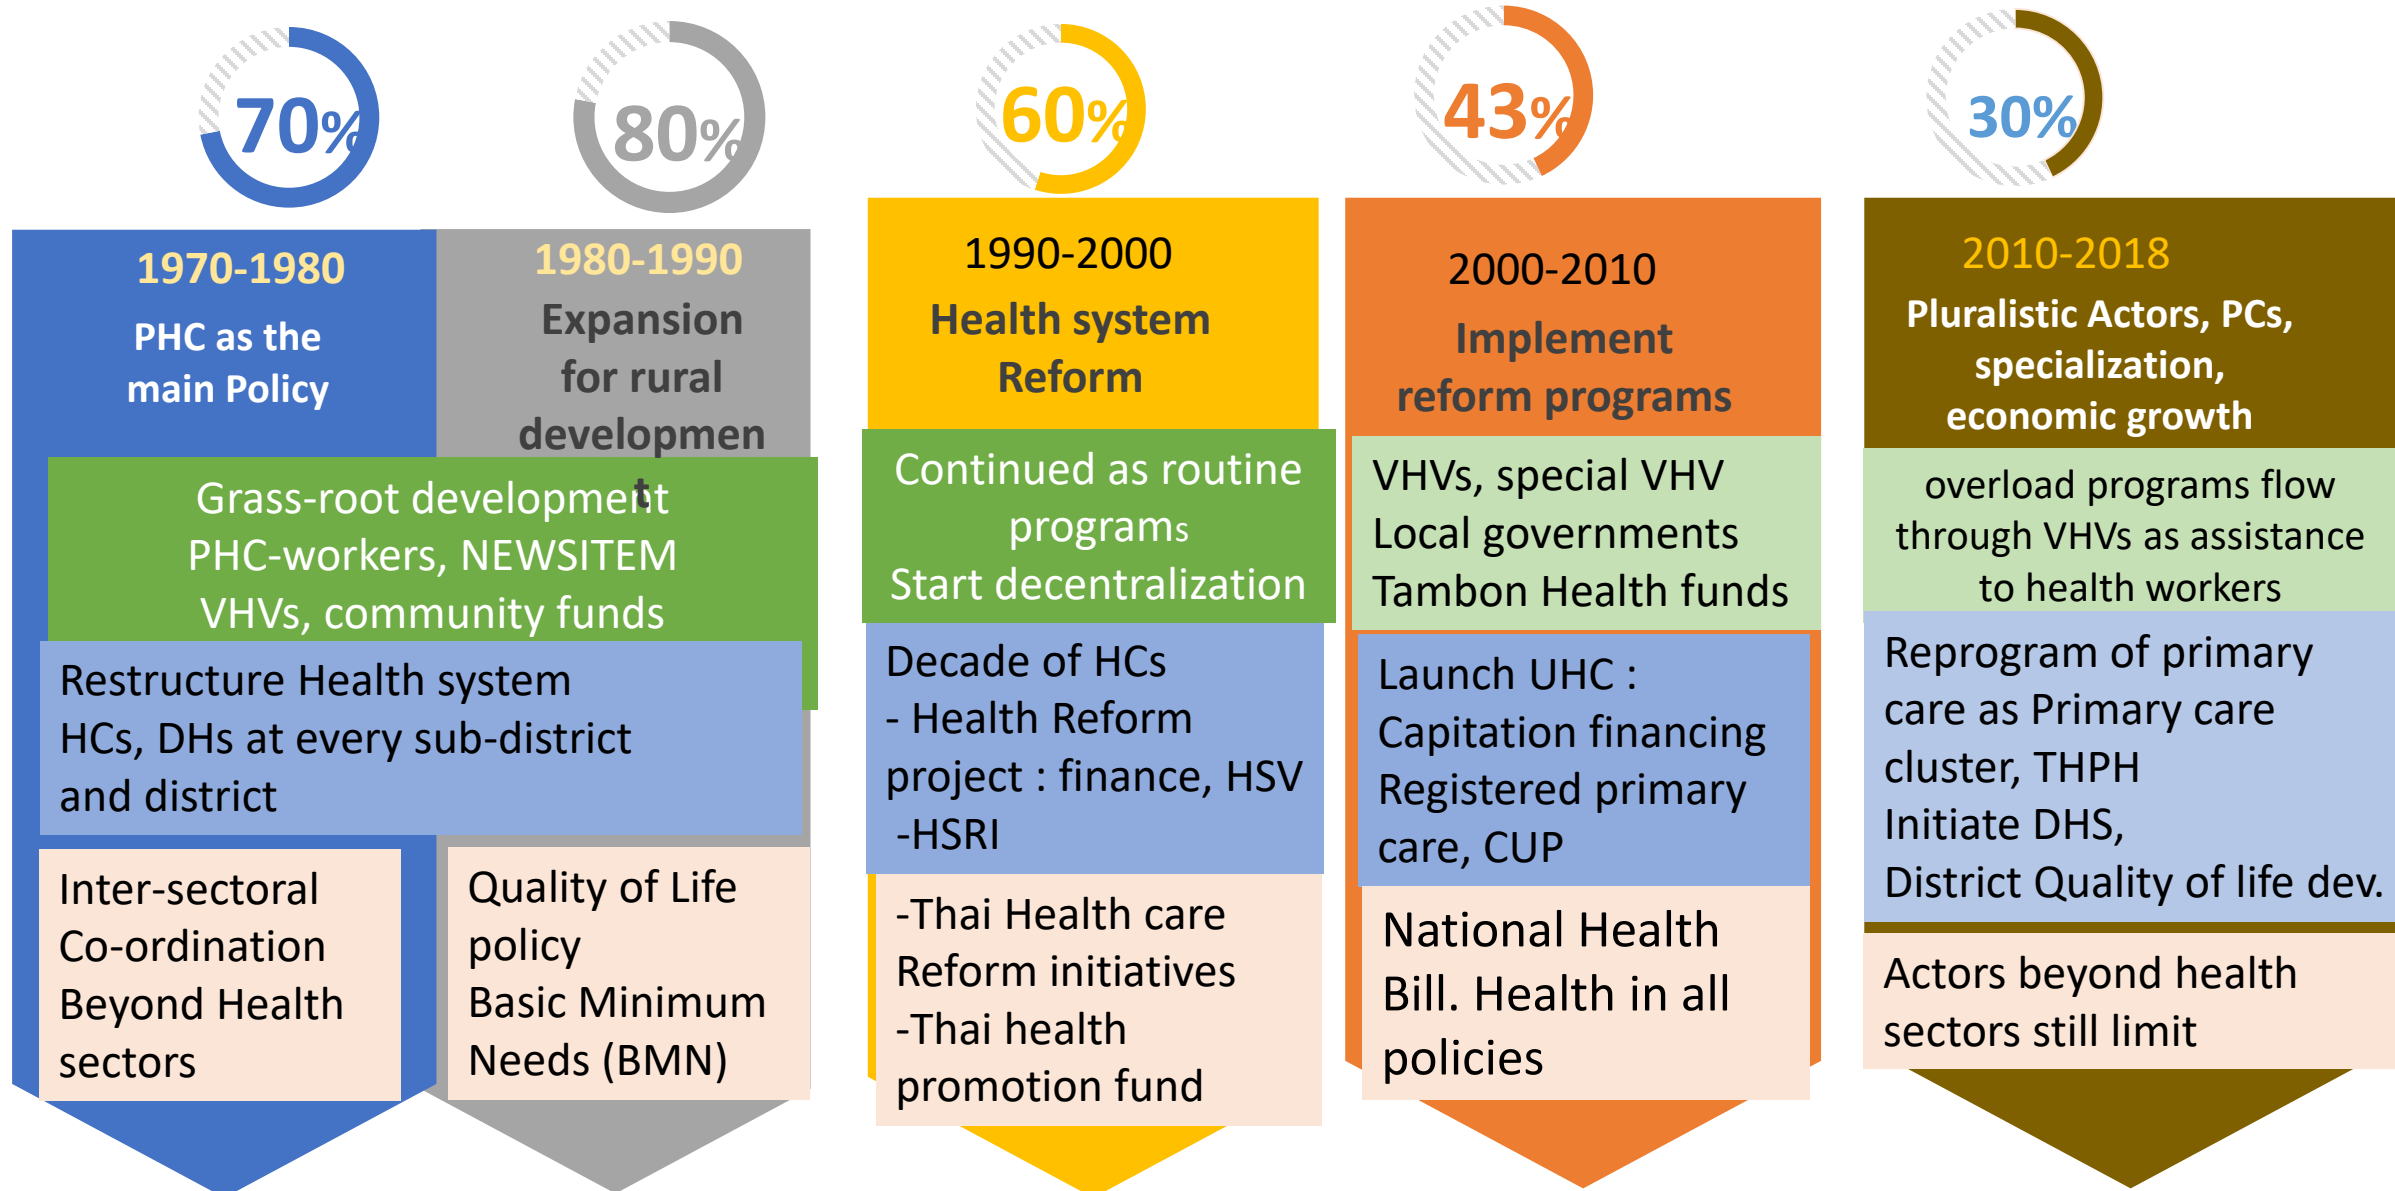 70%
80%
60%
43%
30%
1970-1980
PHC as the
main Policy
1980-1990
Expansion
for rural
developmen
t
Grass-root development
PHC-workers, NEWSITEM
VHVs, community funds
Restructure Health system
HCs, DHs at every sub-district
and district
Inter-sectoral
Co-ordination
Beyond Health
sectors
Quality of Life
policy
Basic Minimum
Needs (BMN)
1990-2000
Health system
Reform
Continued as routine
programs
Start decentralization
Decade of HCs
- Health Reform
project : finance, HSV
-HSRI
-Thai Health care
Reform initiatives
-Thai health
promotion fund
2000-2010
Implement
reform programs
VHVs, special VHV
Local governments
Tambon Health funds
Launch UHC :
Capitation financing
Registered primary
care, CUP
National Health
Bill. Health in all
policies
2010-2018
Pluralistic Actors, PCs,
specialization,
economic growth
overload programs flow
through VHVs as assistance
to health workers
Reprogram of primary
care as Primary care
cluster, THPH
Initiate DHS,
District Quality of life dev.
Actors beyond health
sectors still limit